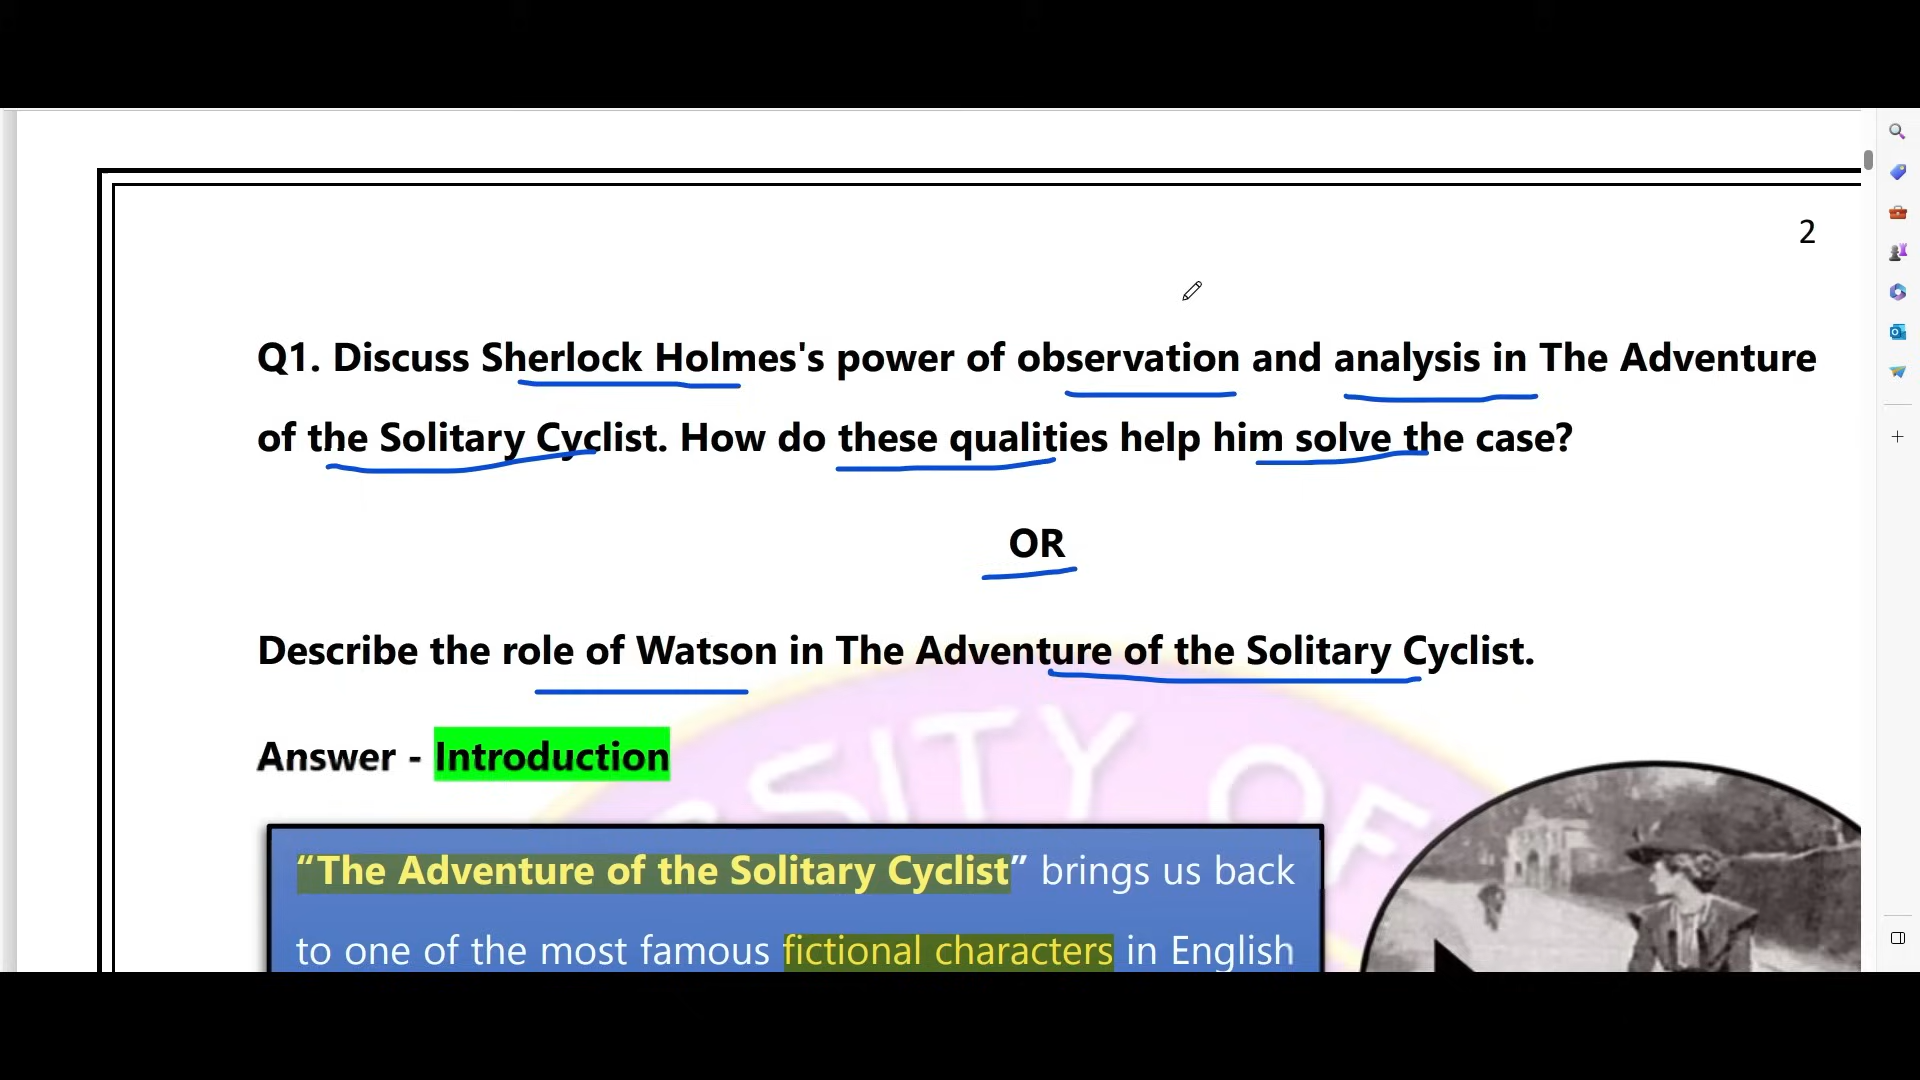 2
Q1. Discuss Sherlock Holmes's power of observation and analysis in The Adventure
of the Solitary Cyclist. How do these qualities help him solve the case?
OR
Describe the role of Watson in The Adventure of the Solitary Cyclist.
Answer - Introduction
SITY OF
“The Adventure of the Solitary Cyclist” brings us back
to one of the most famous fictional characters in English